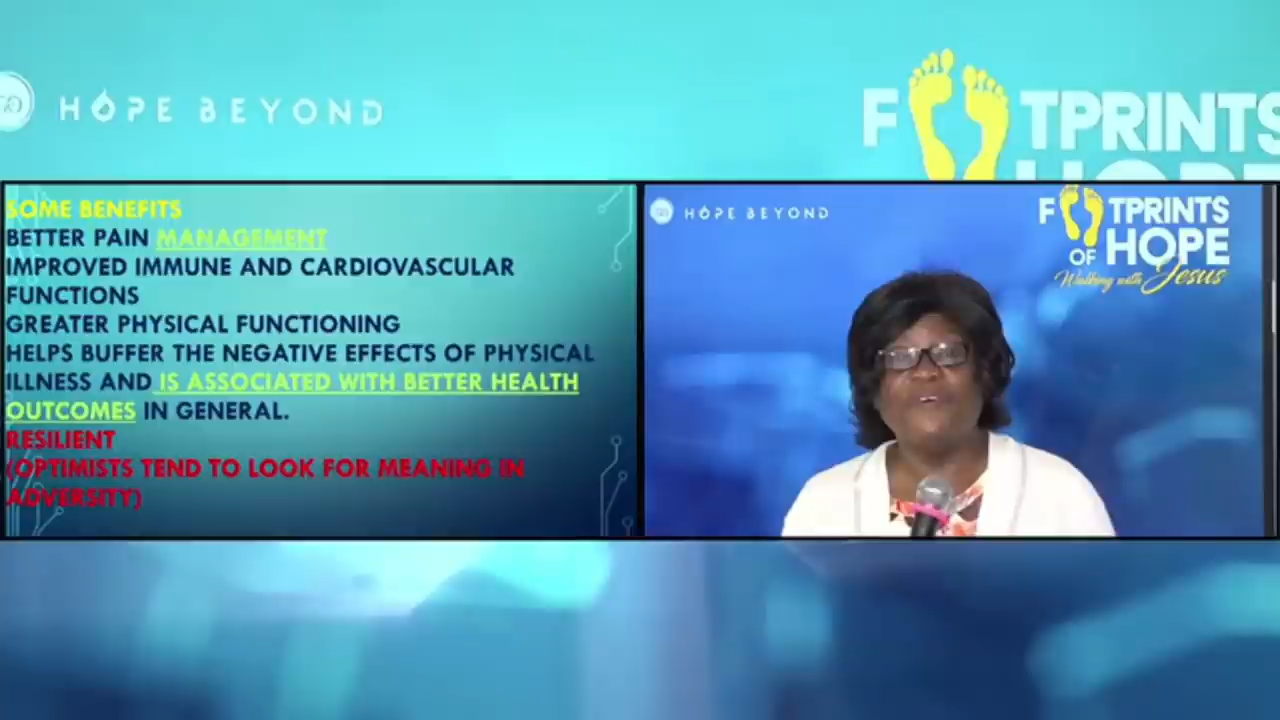 HOPE BEYOND
FOOTPRINTS
HOPE
SOME BENEFITS
BETTER PAIN MANAGEMENT
IMPROVED IMMUNE AND CARDIOVASCULAR
FUNCTIONS
GREATER PHYSICAL FUNCTIONING
HELPS BUFFER THE NEGATIVE EFFECTS OF PHYSICAL
ILLNESS AND IS ASSOCIATED WITH BETTER HEALTH
OUTCOMES IN GENERAL.
RESILIENT
(OPTIMISTS TEND TO LOOK FOR MEANING IN
ADVERSITY)
HOPE BEYOND
FOOTPRINTS
OF HOPE
Walking with Jesus